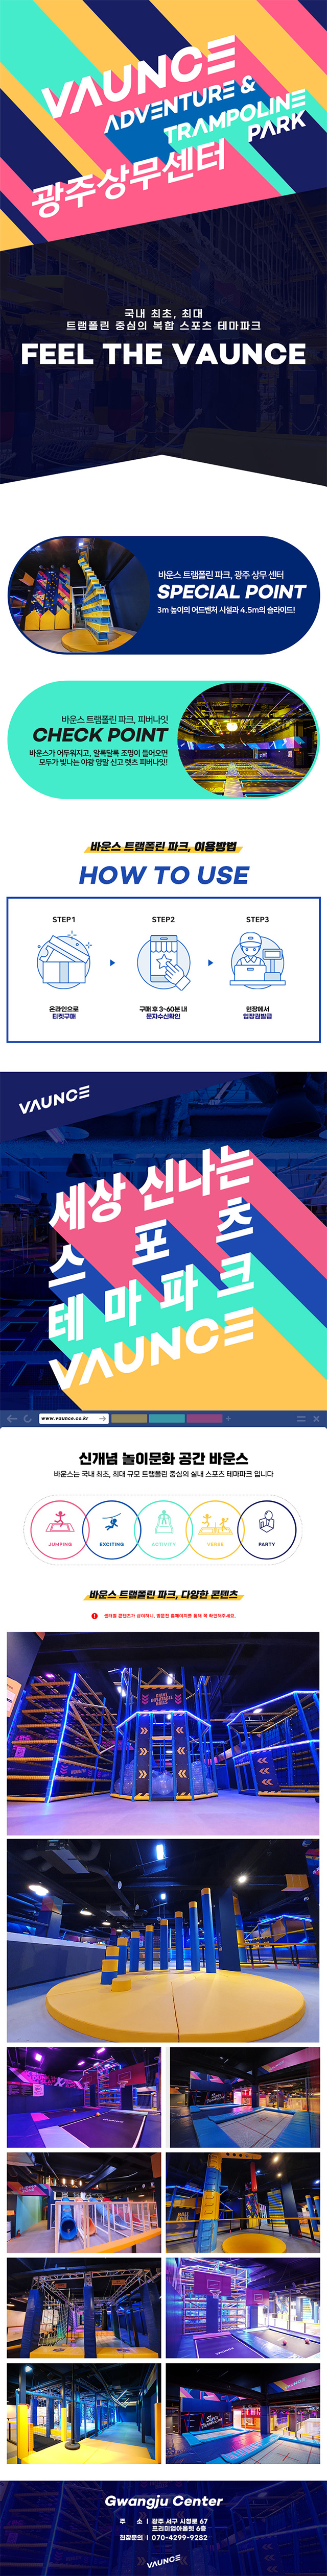 VAUNCE
ADVENTURE &
TRAMPOLINE
PARK
광주상무센터
국내 최초, 최대
트램폴린 중심의 복합 스포츠 테마파크
FEEL THE VAUNCE
바운스 트램폴린 파크, 광주 상무 센터
SPECIAL POINT
3m 높이의 어드벤처 시설과 4.5m의 슬라이드!
바운스 트램폴린 파크, 피버나잇
CHECK POINT
바운스가 어두워지고, 알록달록 조명이 들어오면
모두가 빛나는 야광 양말 신고 렛츠 피버나잇!
바운스 트램폴린 파크, 이용방법
HOW TO USE
STEP1
STEP2
STEP3
온라인으로
티켓구매
구매 후 3~60분 내
문자수신확인
현장에서
입장권발급
VAUNCE
세상 신나는
스포츠
테마파크
VAUNCE
www.vaunce.co.kr
신개념 놀이문화 공간 바운스
바운스는 국내 최초, 최대 규모 트램폴린 중심의 실내 스포츠 테마파크 입니다
JUMPING
EXCITING
ACTIVITY
VERSE
PARTY
바운스 트램폴린 파크, 다양한 콘텐츠
센터별 콘텐츠가 상이하니, 방문전 홈페이지를 통해 꼭 확인해주세요.
Gwangju Center
주 소 | 광주 서구 시청로 67
프리미엄아울렛 6층
현장문의 | 070-4299-9282
VAUNCE